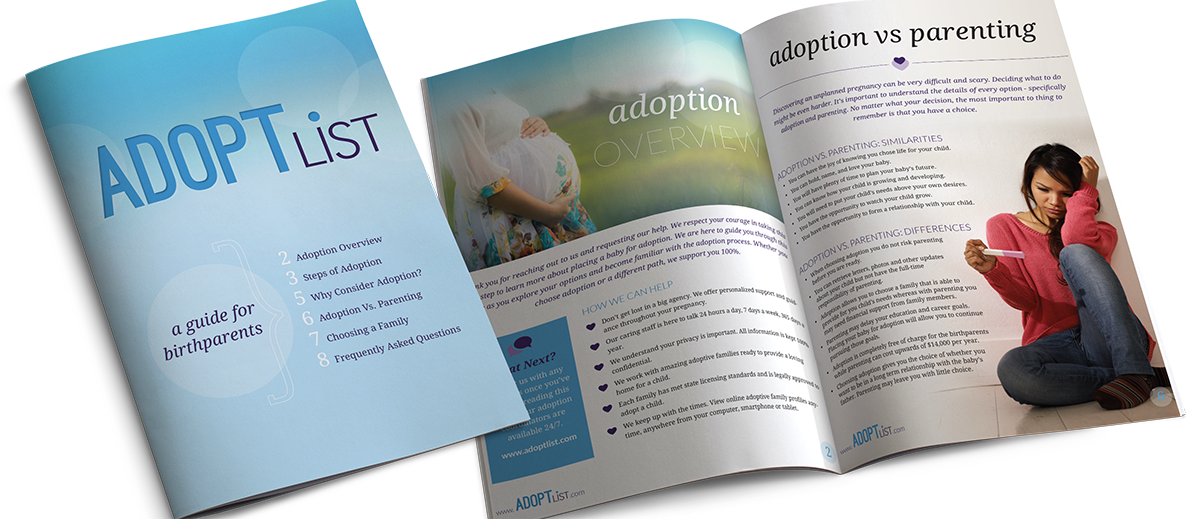 ADOPTLiST
a guide for
birthparents
2 Adoption Overview
3 Steps of Adoption
5 Why Consider Adoption?
6 Adoption Vs. Parenting
7 Choosing a Family
8 Frequently Asked Questions
adoption
OVERVIEW
you for reaching out to us and requesting our help. We respect your courage in taking
step to learn more about placing a baby for adoption. We are here to guide you through
as you explore your options and become familiar with the adoption process. Whether you
choose adoption or a different path, we support you 100%.
HOW WE CAN HELP
Don't get lost in a big agency. We offer personalized support and guid-
ance throughout your pregnancy.
Our caring staff is here to talk 24 hours a day, 7 days a week, 365 days a
year.
We understand your privacy is important. All information is kept
confidential.
We work with amazing adoptive families ready to provide a loving
home for a child.
Each family has met state licensing standards and is legally approved to
adopt a child.
We keep up with the times. View online adoptive family profiles any-
time, anywhere from your computer, smartphone or tablet.
Next?
us with any
once you've
reading this
our adoption
are
available 24/7.
www.adoptlist.com
www.ADOPTLiST.com
2
adoption vs parenting
Discovering an unplanned pregnancy can be very difficult and scary. Deciding what to do
might be even harder. It's important to understand the details of every option - specifically
adoption and parenting. No matter what your decision, the most important to thing to
remember is that you have a choice.
ADOPTION VS. PARENTING: SIMILARITIES
• You can have the joy of knowing you chose life for your child.
• You can hold, name, and love your baby.
• You will have plenty of time to plan your baby's future.
• You can know how your child is growing and developing.
• You will need to put your child's needs above your own desires.
• You have the opportunity to watch your child grow.
• You have the opportunity to form a relationship with your child.
ADOPTION VS. PARENTING: DIFFERENCES
• When choosing adoption you do not risk parenting
before you are ready.
• You can retrieve letters, photos and other updates
about your child but not have the full-time
responsibility of parenting.
• Adoption allows you to choose a family that is able to
provide for your child's needs whereas with parenting you
may need financial support from family members.
• Parenting may delay your education and career goals.
Placing your baby for adoption will allow you to continue
pursuing those goals.
• Adoption is completely free of charge for the birthparents
while parenting can cost upwards of $14,000 per year.
• Choosing adoption gives you the choice of whether you
want to be in a long term relationship with the baby's
father. Parenting may leave you with little choice.
www.ADOPTLiST.com